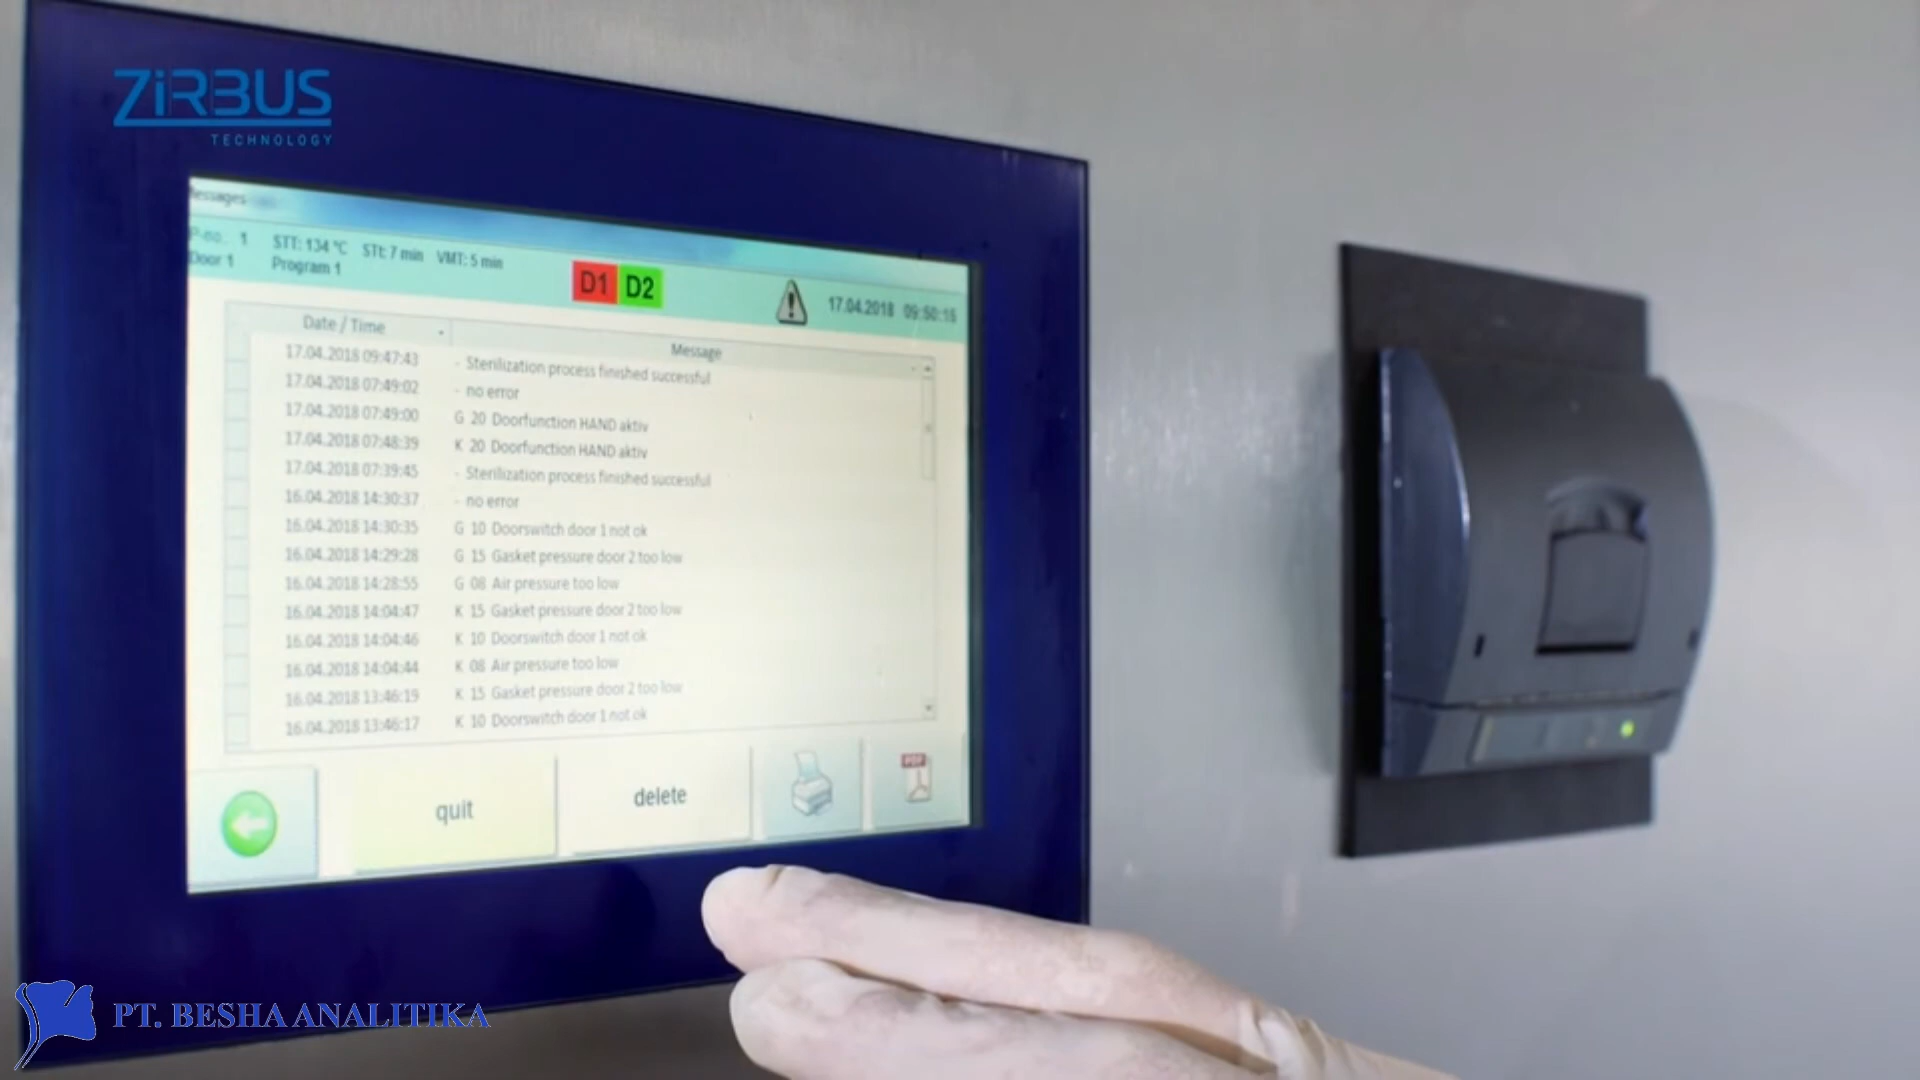 ZIRBUS
TECHNOLOGY
Messages
P-no.. 1 STT: 134 °C STt: 7 min VMT: 5 min
Door 1 Program 1
D1 D2
17.04.2018 09:50:15
Date / Time Message
17.04.2018 09:47:43 - Sterilization process finished successful
17.04.2018 07:49:02 - no error
17.04.2018 07:49:00 G 20 Doorfunction HAND aktiv
17.04.2018 07:48:39 K 20 Doorfunction HAND aktiv
17.04.2018 07:39:45 - Sterilization process finished successful
16.04.2018 14:30:37 - no error
16.04.2018 14:30:35 G 10 Doorswitch door 1 not ok
16.04.2018 14:29:28 G 15 Gasket pressure door 2 too low
16.04.2018 14:28:55 G 08 Air pressure too low
16.04.2018 14:04:47 K 15 Gasket pressure door 2 too low
16.04.2018 14:04:46 K 10 Doorswitch door 1 not ok
16.04.2018 14:04:44 K 08 Air pressure too low
16.04.2018 13:46:19 K 15 Gasket pressure door 2 too low
16.04.2018 13:46:17 K 10 Doorswitch door 1 not ok
quit delete PDF
PT. BESHA ANALITIKA